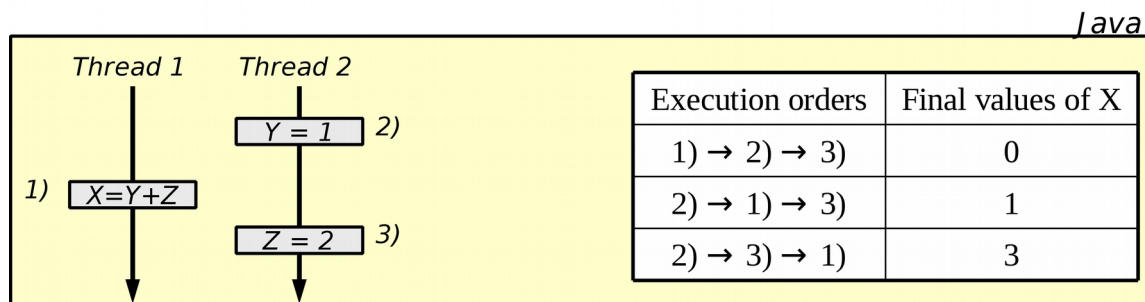 Java
Thread 1 Thread 2
Y = 1 2)
1) X=Y+Z
Z = 2 3)
Execution orders Final values of X
1) → 2) → 3) 0
2) → 1) → 3) 1
2) → 3) → 1) 3